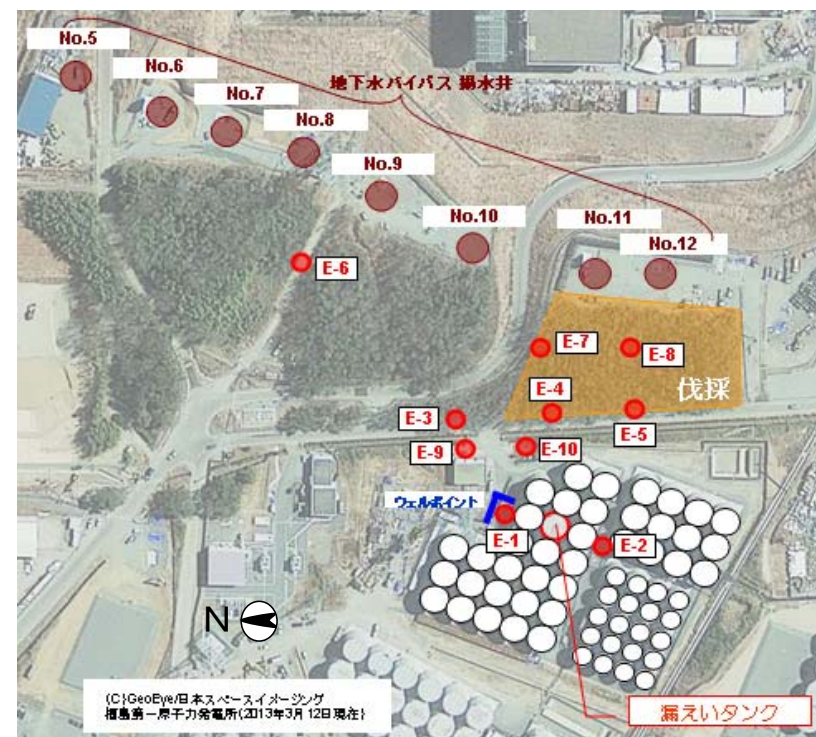 No.5
No.6
No.7
No.8
No.9
No.10
No.11
No.12
地下水バイパス 揚水井
E-6
E-7
E-8
E-4
伐採
E-3
E-5
E-9
E-10
ウェルポイント
E-1
E-2
N
(C)GeoEye/日本スペースイメージング
福島第一原子力発電所(2013年3月12日現在)
漏えいタンク